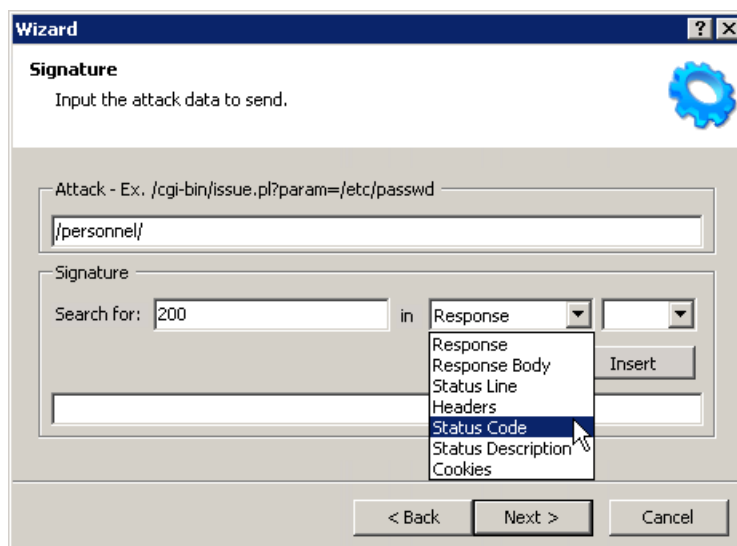 Wizard
Signature
Input the attack data to send.
Attack - Ex. /cgi-bin/issue.pl?param=/etc/passwd
/personnel/
Signature
Search for: 200 in Response
Response
Response Body
Insert
Status Line
Headers
Status Code
Status Description
Cookies
< Back Next > Cancel